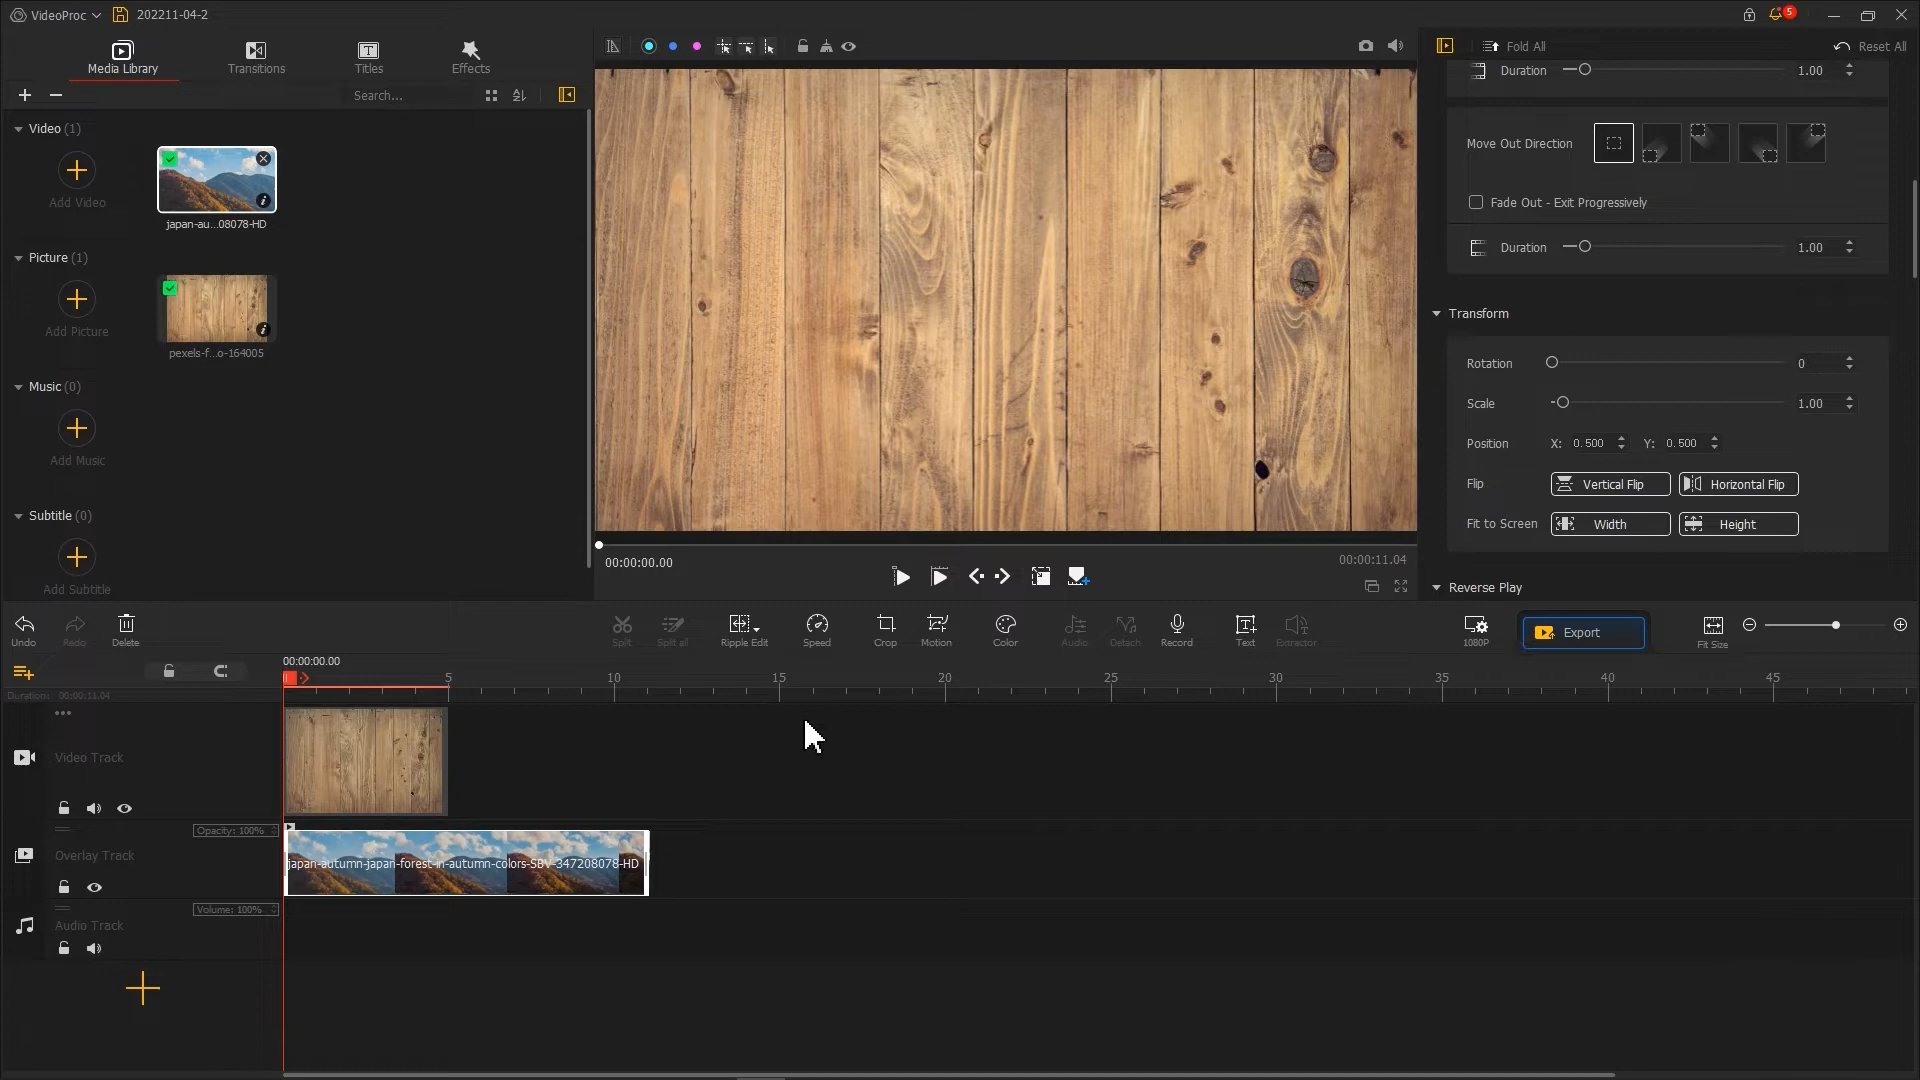 VideoProc
202211-04-2
5
Media Library
Transitions
Titles
Effects
Search...
Fold All
Reset All
Duration
1.00
Video (1)
Add Video
japan-au...08078-HD
Move Out Direction
Fade Out - Exit Progressively
Duration
1.00
Picture (1)
Add Picture
pexels-f...o-164005
Transform
Rotation
0
Scale
1.00
Position
X: 0.500
Y: 0.500
Music (0)
Add Music
Flip
Vertical Flip
Horizontal Flip
Fit to Screen
Width
Height
Subtitle (0)
Add Subtitle
00:00:00.00
00:00:11.04
Reverse Play
Undo
Redo
Delete
Split
Split all
Ripple Edit
Speed
Crop
Motion
Color
Audio
Detach
Record
Text
Extractor
1080P
Export
Fit Size
00:00:00.00
5
10
15
20
25
30
35
40
45
Duration: 00:00:11.04
Video Track
Opacity: 100%
Overlay Track
japan-autumn-japan-forest-in-autumn-colors-SBV-347208078-HD
Volume: 100%
Audio Track